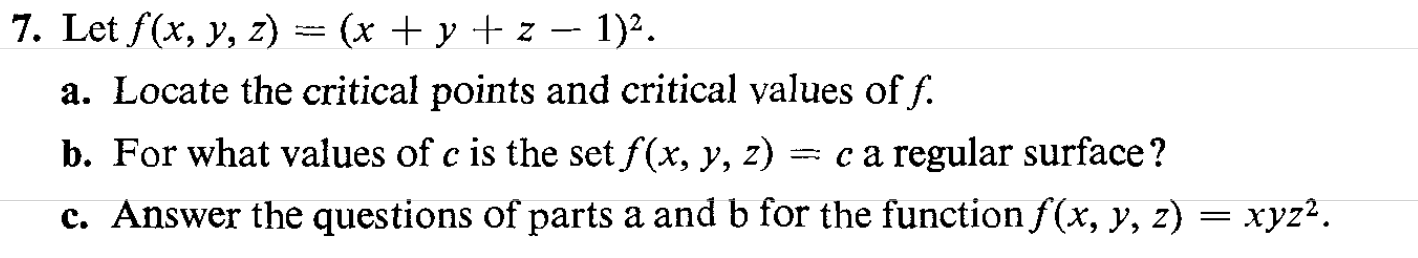 7. Let f(x, y, z) = (x + y + z − 1)².
a. Locate the critical points and critical values of f.
b. For what values of c is the set f(x, y, z) = c a regular surface?
c. Answer the questions of parts a and b for the function f(x, y, z) = xyz².